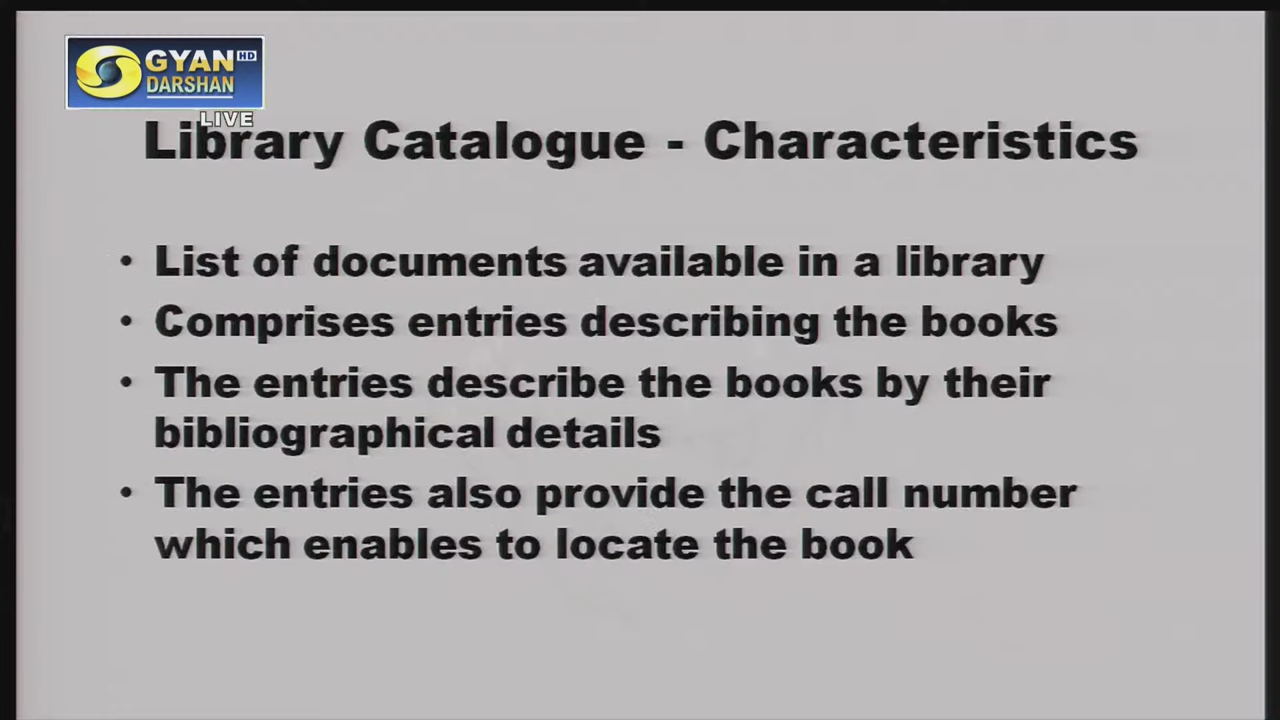 GYAN HD
DARSHAN
LIVE
Library Catalogue - Characteristics
• List of documents available in a library
• Comprises entries describing the books
• The entries describe the books by their
bibliographical details
• The entries also provide the call number
which enables to locate the book